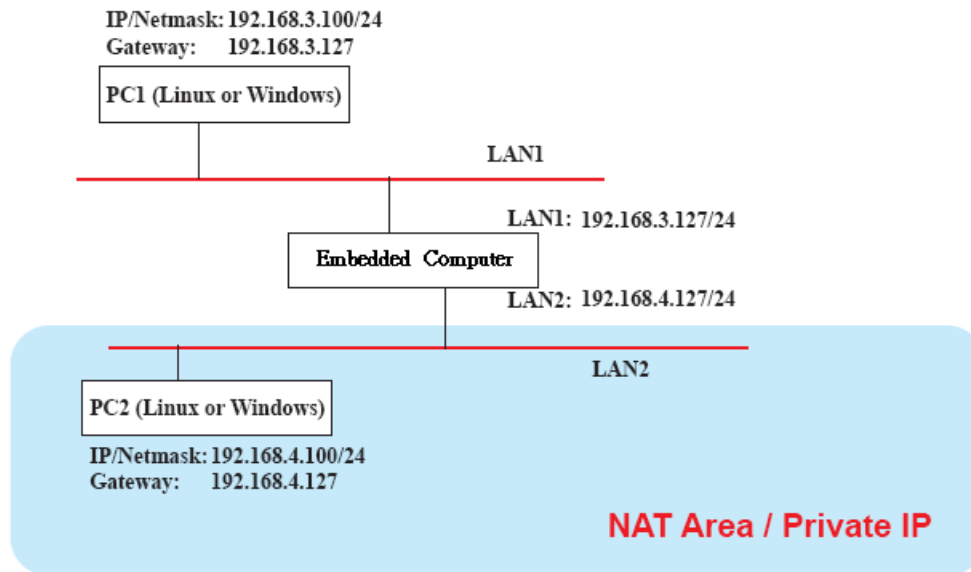 IP/Netmask: 192.168.3.100/24
Gateway: 192.168.3.127
PC1 (Linux or Windows)
LAN1
LAN1: 192.168.3.127/24
Embedded Computer
LAN2: 192.168.4.127/24
LAN2
PC2 (Linux or Windows)
IP/Netmask: 192.168.4.100/24
Gateway: 192.168.4.127
NAT Area / Private IP